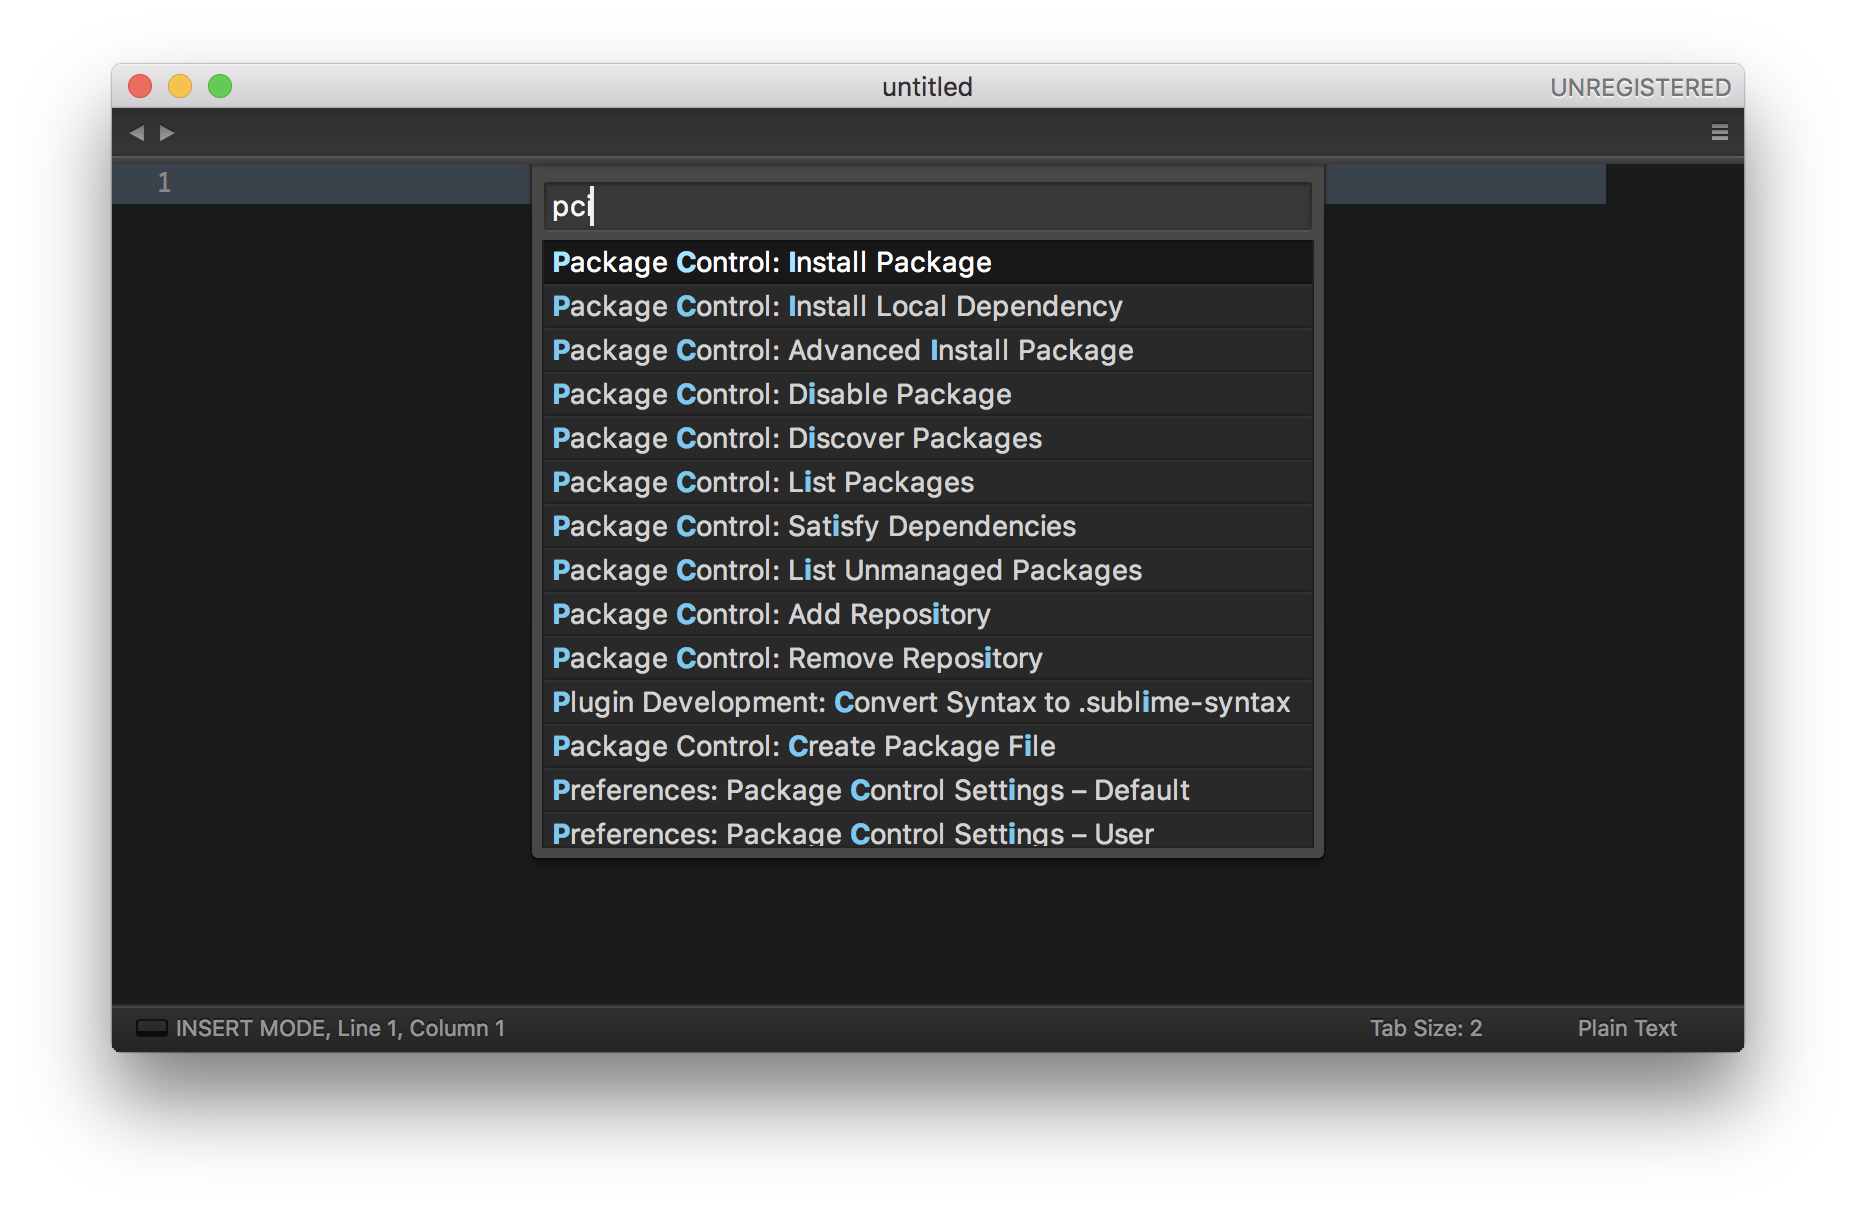 untitled
UNREGISTERED
1
pci
Package Control: Install Package
Package Control: Install Local Dependency
Package Control: Advanced Install Package
Package Control: Disable Package
Package Control: Discover Packages
Package Control: List Packages
Package Control: Satisfy Dependencies
Package Control: List Unmanaged Packages
Package Control: Add Repository
Package Control: Remove Repository
Plugin Development: Convert Syntax to .sublime-syntax
Package Control: Create Package File
Preferences: Package Control Settings – Default
Preferences: Package Control Settings – User
INSERT MODE, Line 1, Column 1
Tab Size: 2
Plain Text